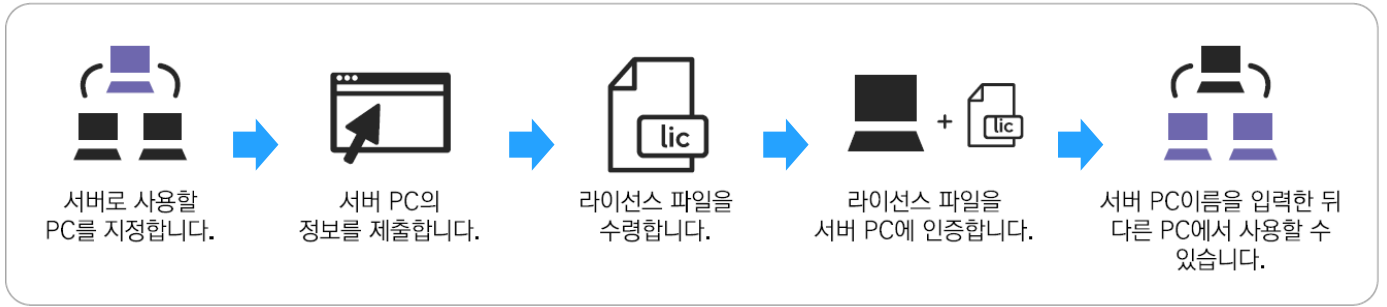 lic
lic
+
서버로 사용할
PC를 지정합니다.
서버 PC의
정보를 제출합니다.
라이선스 파일을
수령합니다.
라이선스 파일을
서버 PC에 인증합니다.
서버 PC이름을 입력한 뒤
다른 PC에서 사용할 수
있습니다.